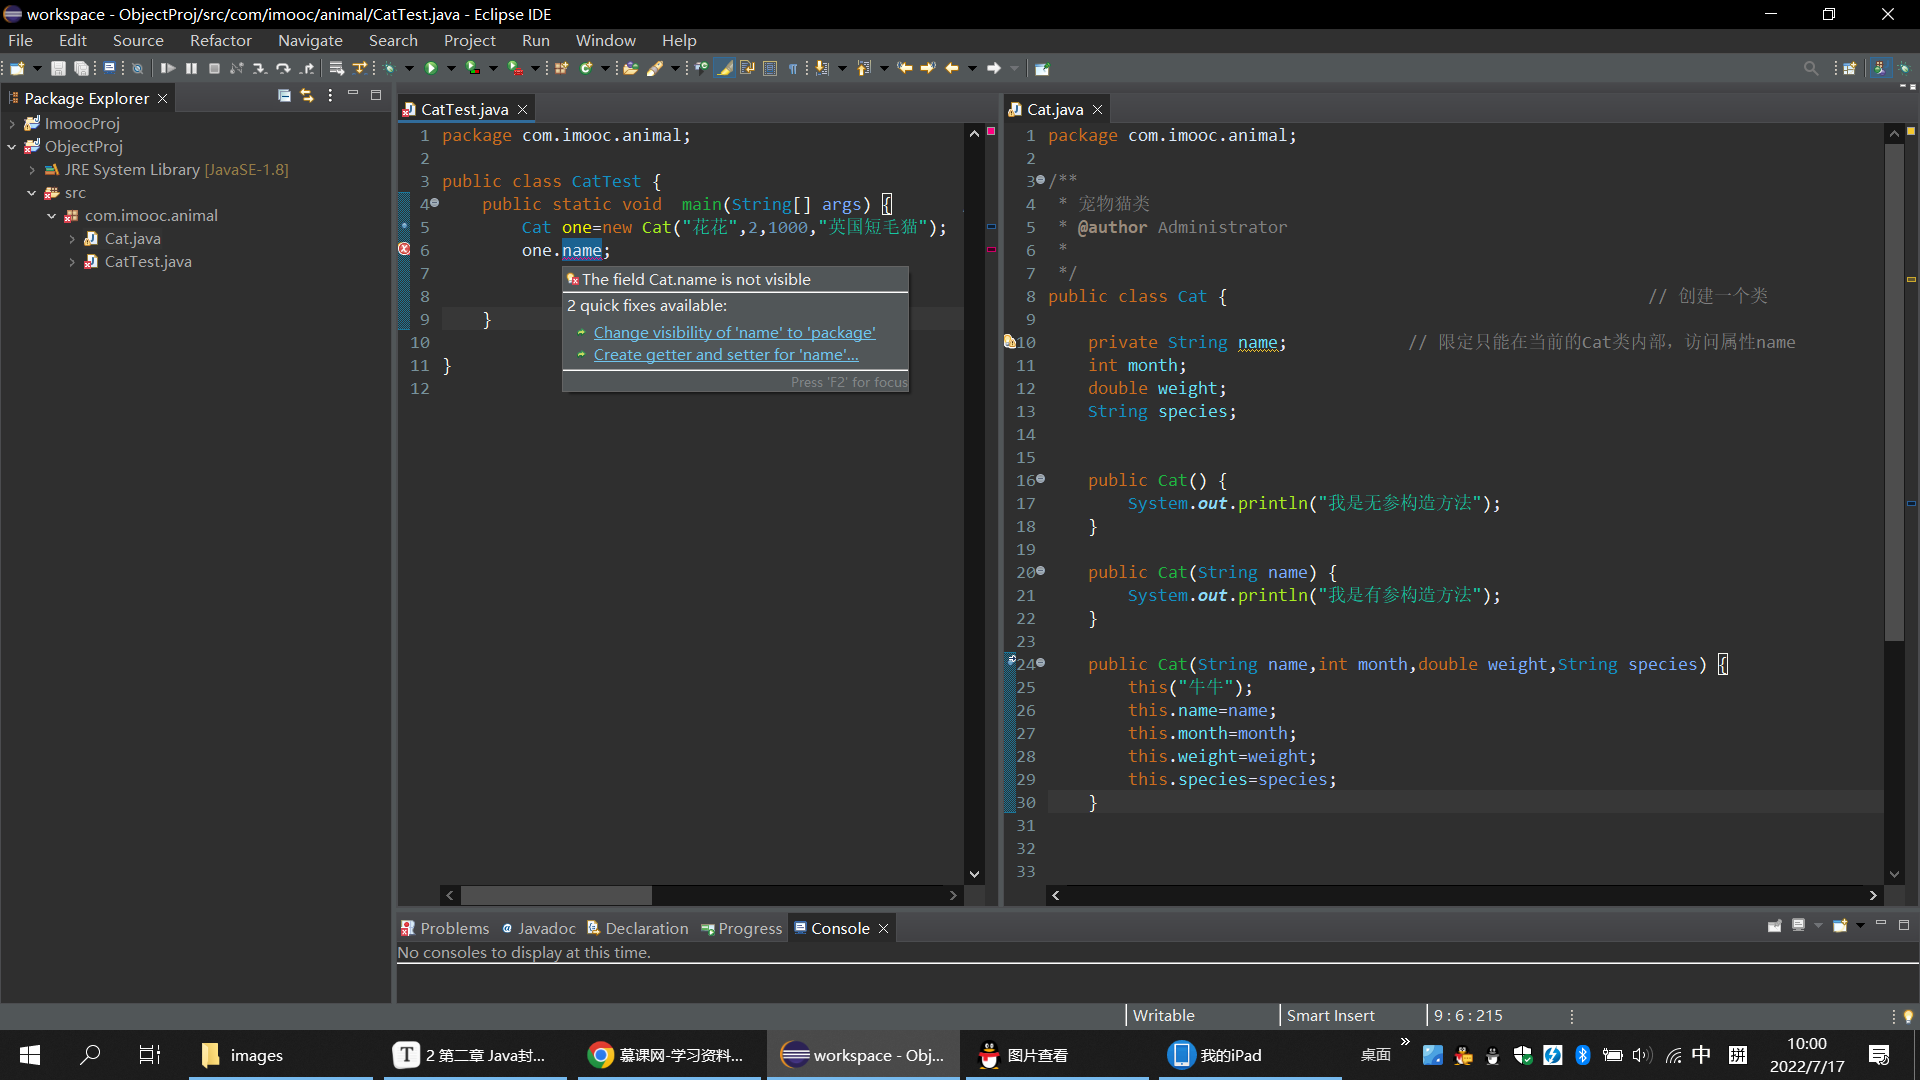 workspace - ObjectProj/src/com/imooc/animal/CatTest.java - Eclipse IDE
File Edit Source Refactor Navigate Search Project Run Window Help
Package Explorer
ImoocProj
ObjectProj
JRE System Library [JavaSE-1.8]
src
com.imooc.animal
Cat.java
CatTest.java
CatTest.java
1 package com.imooc.animal;
2
3 public class CatTest {
4 public static void  main(String[] args) {
5 Cat one=new Cat("花花",2,1000,"英国短毛猫");
6 one.name;
7
8
9 }
10
11 }
12
The field Cat.name is not visible
2 quick fixes available:
Change visibility of 'name' to 'package'
Create getter and setter for 'name'...
Press 'F2' for focus
Cat.java
1 package com.imooc.animal;
2
3 /**
4 * 宠物猫类
5 * @author Administrator
6 *
7 */
8 public class Cat { // 创建一个类
9
10 private String name; // 限定只能在当前的Cat类内部，访问属性name
11 int month;
12 double weight;
13 String species;
14
15
16 public Cat() {
17 System.out.println("我是无参构造方法");
18 }
19
20 public Cat(String name) {
21 System.out.println("我是有参构造方法");
22 }
23
24 public Cat(String name,int month,double weight,String species) {
25 this("牛牛");
26 this.name=name;
27 this.month=month;
28 this.weight=weight;
29 this.species=species;
30 }
31
32
33
Problems Javadoc Declaration Progress Console
No consoles to display at this time.
Writable Smart Insert 9 : 6 : 215
images
2 第二章 Java封...
慕课网-学习资料...
workspace - Obj...
图片查看
我的iPad
桌面
中
拼
10:00
2022/7/17